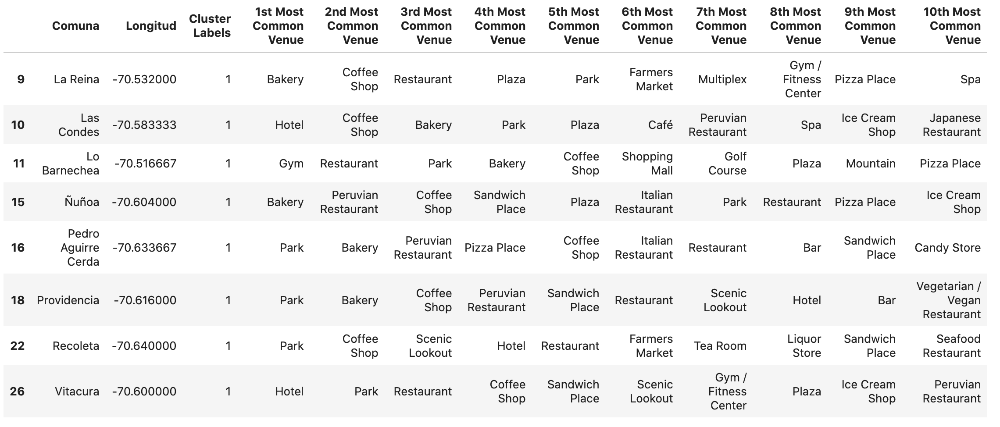 Comuna Longitud Cluster Labels 1st Most Common Venue 2nd Most Common Venue 3rd Most Common Venue 4th Most Common Venue 5th Most Common Venue 6th Most Common Venue 7th Most Common Venue 8th Most Common Venue 9th Most Common Venue 10th Most Common Venue
9 La Reina -70.532000 1 Bakery Coffee Shop Restaurant Plaza Park Farmers Market Multiplex Gym / Fitness Center Pizza Place Spa
10 Las Condes -70.583333 1 Hotel Coffee Shop Bakery Park Plaza Café Peruvian Restaurant Spa Ice Cream Shop Japanese Restaurant
11 Lo Barnechea -70.516667 1 Gym Restaurant Park Bakery Coffee Shop Shopping Mall Golf Course Plaza Mountain Pizza Place
15 Ñuñoa -70.604000 1 Bakery Peruvian Restaurant Coffee Shop Sandwich Place Plaza Italian Restaurant Park Restaurant Pizza Place Ice Cream Shop
16 Pedro Aguirre Cerda -70.633667 1 Park Bakery Peruvian Restaurant Pizza Place Coffee Shop Italian Restaurant Restaurant Bar Sandwich Place Candy Store
18 Providencia -70.616000 1 Park Bakery Coffee Shop Peruvian Restaurant Sandwich Place Restaurant Scenic Lookout Hotel Bar Vegetarian / Vegan Restaurant
22 Recoleta -70.640000 1 Park Coffee Shop Scenic Lookout Hotel Restaurant Farmers Market Tea Room Liquor Store Sandwich Place Seafood Restaurant
26 Vitacura -70.600000 1 Hotel Park Restaurant Coffee Shop Sandwich Place Scenic Lookout Gym / Fitness Center Plaza Ice Cream Shop Peruvian Restaurant